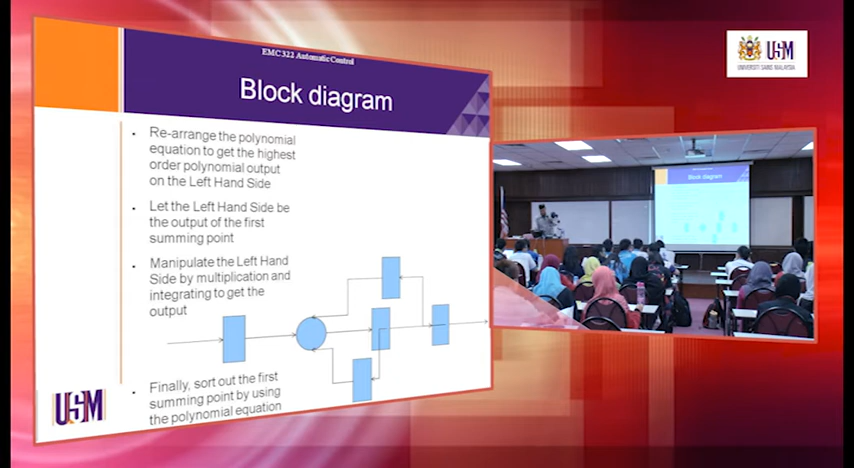 EMC322 Automatic Control
Block diagram
• Re-arrange the polynomial
equation to get the highest
order polynomial output
on the Left Hand Side
• Let the Left Hand Side be
the output of the first
summing point
• Manipulate the Left Hand
Side by multiplication and
integrating to get the
output
• Finally, sort out the first
summing point by using
the polynomial equation
USM
USM
UNIVERSITI SAINS MALAYSIA
Block diagram